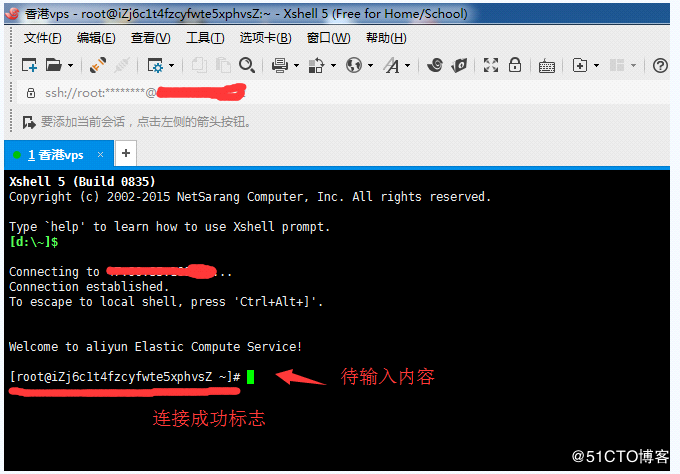 香港vps - root@iZj6c1t4fzcyfwte5xphvsZ:~ - Xshell 5 (Free for Home/School)
文件(F) 编辑(E) 查看(V) 工具(T) 选项卡(B) 窗口(W) 帮助(H)
ssh://root:********@
要添加当前会话，点击左侧的箭头按钮。
1 香港vps × +
Xshell 5 (Build 0835)
Copyright (c) 2002-2015 NetSarang Computer, Inc. All rights reserved.
Type `help' to learn how to use Xshell prompt.
[d:\~]$
Connecting to ...
Connection established.
To escape to local shell, press 'Ctrl+Alt+]'.
Welcome to aliyun Elastic Compute Service!
[root@iZj6c1t4fzcyfwte5xphvsZ ~]# 待输入内容
连接成功标志
@51CTO博客